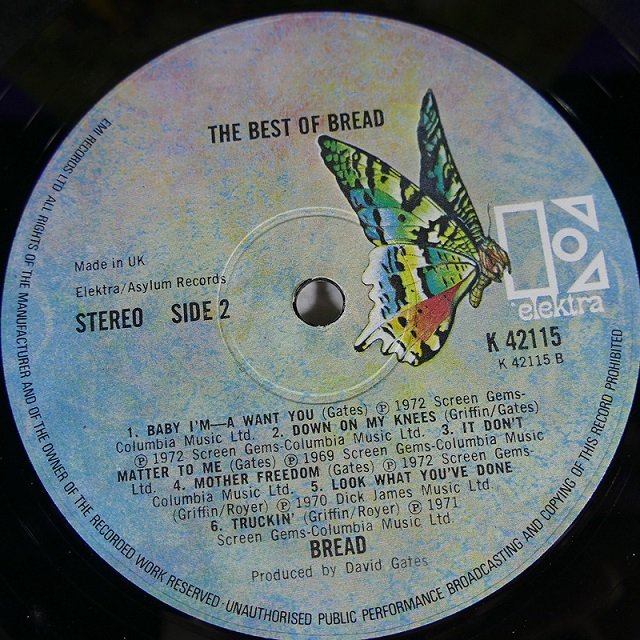 THE BEST OF BREAD
Made in UK
Elektra/Asylum Records
STEREO SIDE 2
elektra
K 42115
K 42115 B
1. BABY I'M—A WANT YOU (Gates) Ⓟ 1972 Screen Gems-
Columbia Music Ltd. 2. DOWN ON MY KNEES (Griffin/Gates)
Ⓟ 1972 Screen Gems-Columbia Music Ltd. 3. IT DON'T
MATTER TO ME (Gates) Ⓟ 1969 Screen Gems-Columbia Music
Ltd. 4. MOTHER FREEDOM (Gates) Ⓟ 1972 Screen Gems-
Columbia Music Ltd. 5. LOOK WHAT YOU'VE DONE
(Griffin/Royer) Ⓟ 1970 Dick James Music Ltd.
6. TRUCKIN' (Griffin/Royer) Ⓟ 1971
Screen Gems-Columbia Music Ltd.
BREAD
Produced by David Gates
EMI RECORDS LTD ALL RIGHTS OF THE MANUFACTURER AND OF THE OWNER OF THE RECORDED WORK RESERVED · UNAUTHORISED PUBLIC PERFORMANCE BROADCASTING AND COPYING OF THIS RECORD PROHIBITED